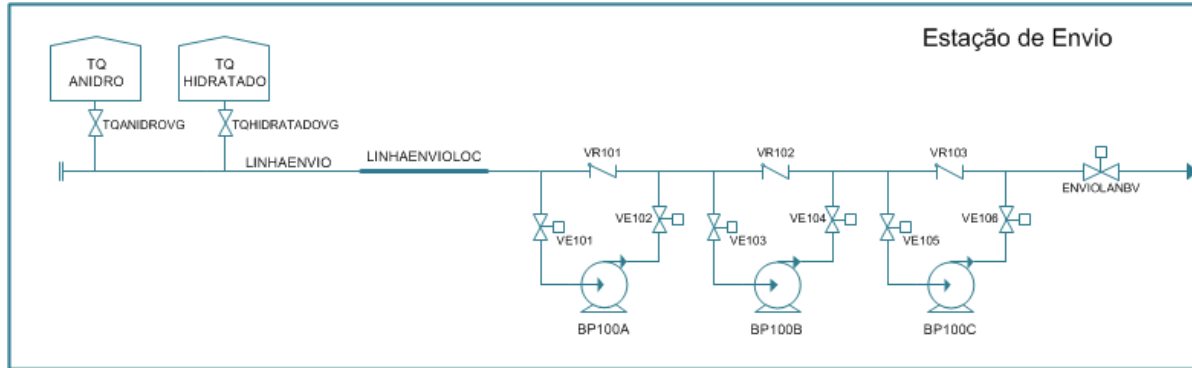 Estação de Envio
TQ
ANIDRO
TQ
HIDRATADO
TQANIDROVG
TQHIDRATADOVG
LINHAENVIO
LINHAENVIOLOC
VR101
VR102
VR103
ENVIOLANBV
VE101
VE102
VE103
VE104
VE105
VE106
BP100A
BP100B
BP100C